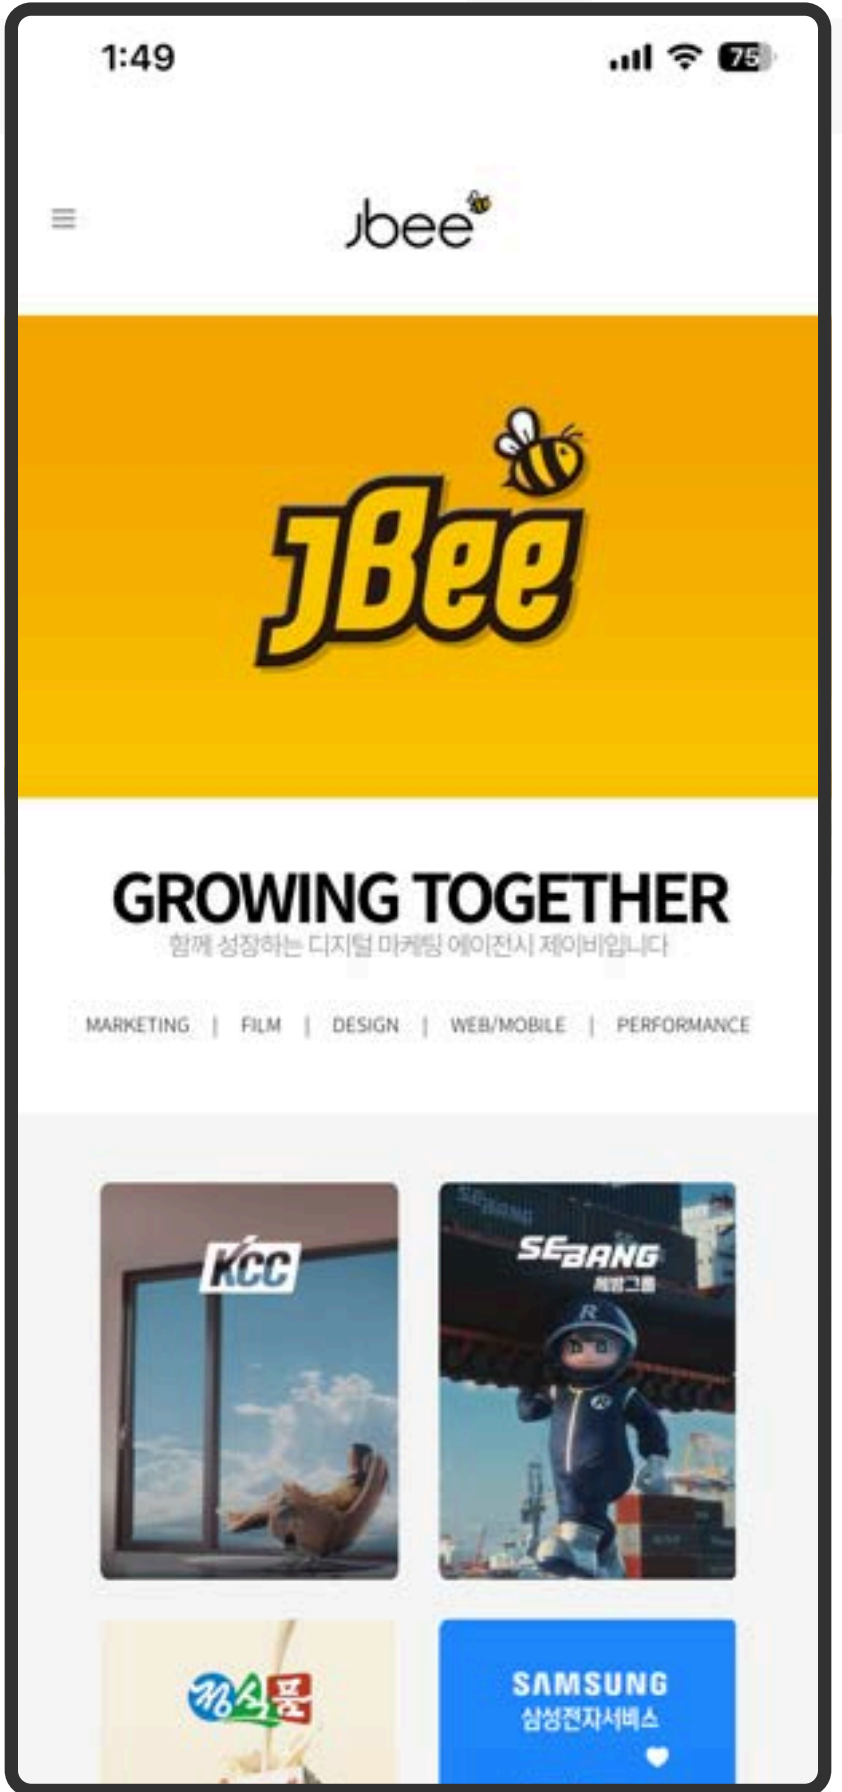 1:49
75
Jbee
JBee
GROWING TOGETHER
함께 성장하는 디지털 마케팅 에이전시 제이비입니다
MARKETING | FILM | DESIGN | WEB/MOBILE | PERFORMANCE
KCC
SEBANG
SEBANG
세방그룹
R
R
정식품
SAMSUNG
삼성전자서비스